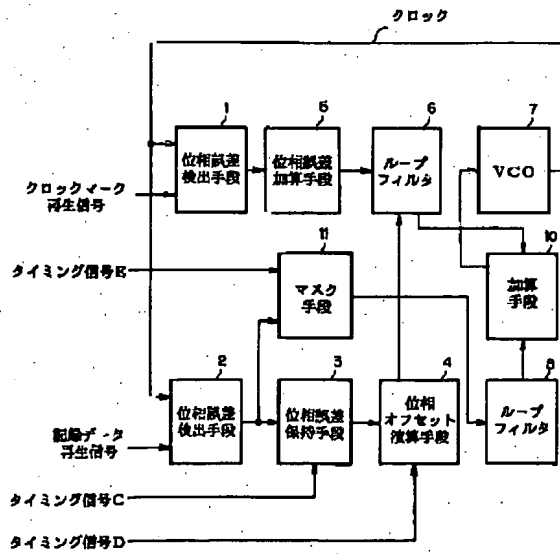 クロック
1
位相誤差
検出手段
5
位相誤差
加算手段
6
ループ
フィルタ
7
VCO
クロックマーク
再生信号
タイミング信号E
11
マスク
手段
10
加算
手段
2
位相誤差
検出手段
3
位相誤差
保持手段
4
位相
オフセット
演算手段
8
ループ
フィルタ
記録データ
再生信号
タイミング信号C
タイミング信号D